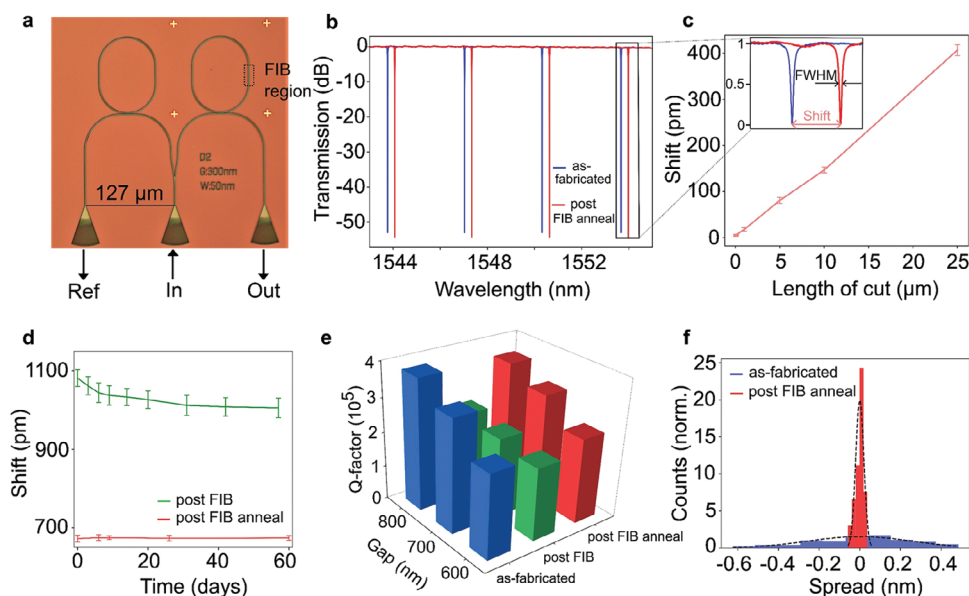 a
FIB
region
D2
G:300nm
W:50nm
127 µm
Ref
In
Out
b
Transmission (dB)
0
-10
-20
-30
-40
-50
as-
fabricated
post
FIB anneal
1544
1548
1552
Wavelength (nm)
c
Shift (pm)
400
300
200
100
0
1
0.5
0
FWHM
Shift
0
5
10
15
20
25
Length of cut (µm)
d
Shift (pm)
1100
900
700
post FIB
post FIB anneal
0
20
40
60
Time (days)
e
Q-factor (10⁵)
4
3
2
1
0
800
700
600
Gap (nm)
post FIB anneal
post FIB
as-fabricated
f
Counts (norm.)
25
20
15
10
5
0
as-fabricated
post FIB anneal
-0.6
-0.4
-0.2
0
0.2
0.4
Spread (nm)